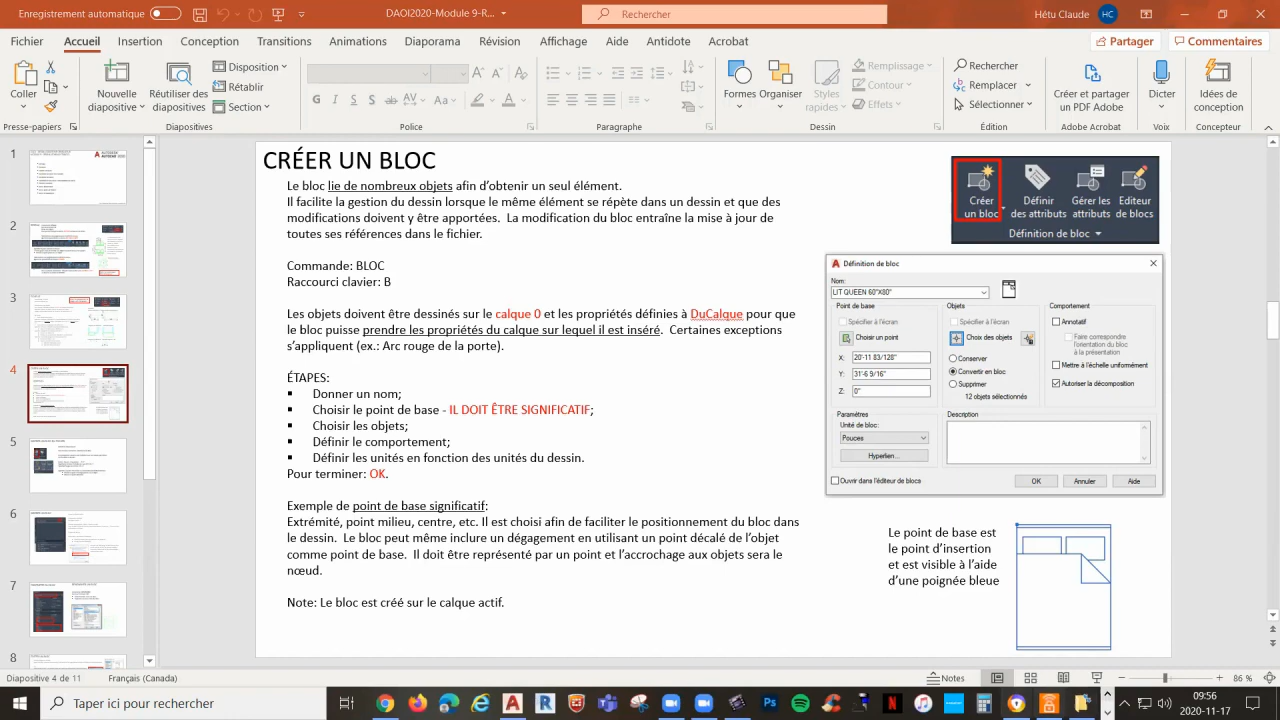 Enregistrement automatique
DAOI2020-Module 9-R...
Rechercher
Hétu Claude
Fichier
Accueil
Insertion
Conception
Transitions
Animations
Diaporama
Révision
Affichage
Aide
Antidote
Acrobat
Partager
Commentaires
Coller
Nouvelle diapositive
Réutiliser des diapositives
Disposition
Rétablir
Section
Formes
Organiser
Styles rapides
Remplissage
Contour
Effets
Rechercher
Remplacer
Sélectionner
Créer et partager un PDF Adobe
Dicter
Idées de conception
Presse-papiers
Diapositives
Police
Paragraphe
Dessin
Édition
Adobe Acrobat
Voix
Concepteur
1
2
4
5
6
8
CRÉER UN BLOC
Le bloc de nombreux objets un seul élément.
Il facilite la gestion du dessin lorsque le même élément se répète dans un dessin et que des
modifications doivent y être apportées. La modification du bloc entraîne la mise à jour de
toutes ses références dans le fichier.
Commande: BLOC
Raccourci clavier: B
Les objets doivent être dessinés sur le calque 0 et les propriétés définies à DuCalque pour que
le bloc puisse prendre les propriétés du calque sur lequel il est inséré. Certaines exceptions
s'appliquent (ex.: Arc rouge de la porte).
ÉTAPES:
▪ Donner un nom;
▪ Choisir le point de base - IL DOIT ÊTRE SIGNIFICATIF;
▪ Choisir les objets;
▪ Définir le comportement;
▪ Définir les unités en fonction des unités du dessin.
Pour terminer: OK.
Exemple de point de base significatif:
Extrémité, point milieu, centre, etc. Il est choisi afin de faciliter le positionnement du bloc dans
le dessin. Le bloc peut même inclure un dégagement en utilisant un point décalé de l'objet
comme point de base. Il doit être représenté par un point et l'accrochage aux objets sera le
nœud.
Note: Le bloc est créé sur le calque actif.
Créer un bloc
Définir des attributs
Gérer les attributs
Editeur de blocs
Définition de bloc
Définition de bloc
Nom:
LIT QUEEN 60"X80"
Point de base
Spécifier à l'écran
Choisir un point
X: 20'-11 83/128"
Y: 31'-6 9/16"
Z: 0"
Objets
Spécifier à l'écran
Choix des objets
Conserver
Convertir en bloc
Supprimer
12 objets sélectionnés
Comportement
Annotatif
Faire correspondre
l'orientation du bloc
à la présentation
Mettre à l'échelle uniformément
Autoriser la décomposition
Paramètres
Unité de bloc:
Pouces
Hyperlien...
Description
Ouvrir dans l'éditeur de blocs
OK
Annuler
Aide
Le point de base est
le point d'insertion
et est visible à l'aide
d'une poignée bleue
Diapositive 4 de 11
Français (Canada)
Notes
86 %
Taper ici pour rechercher
09:56
2020-11-17